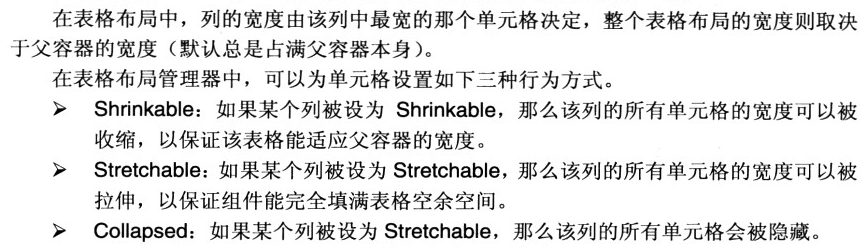 在表格布局中，列的宽度由该列中最宽的那个单元格决定，整个表格布局的宽度则取决
于父容器的宽度（默认总是占满父容器本身）。
在表格布局管理器中，可以为单元格设置如下三种行为方式。
➢ Shrinkable：如果某个列被设为 Shrinkable，那么该列的所有单元格的宽度可以被
收缩，以保证该表格能适应父容器的宽度。
➢ Stretchable：如果某个列被设为 Stretchable，那么该列的所有单元格的宽度可以被
拉伸，以保证组件能完全填满表格空余空间。
➢ Collapsed：如果某个列被设为 Stretchable，那么该列的所有单元格会被隐藏。